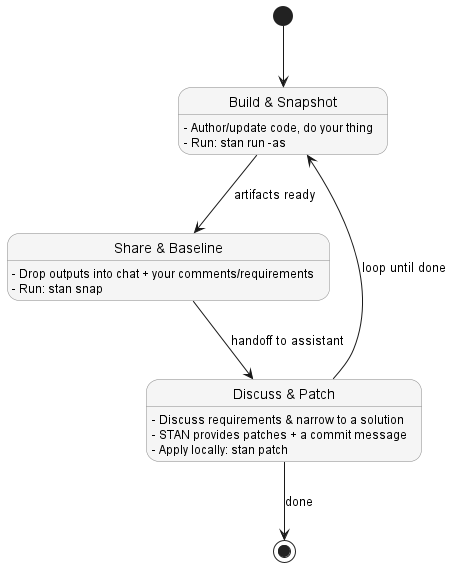 Build & Snapshot
- Author/update code, do your thing
- Run: stan run -as
artifacts ready
Share & Baseline
- Drop outputs into chat + your comments/requirements
- Run: stan snap
loop until done
handoff to assistant
Discuss & Patch
- Discuss requirements & narrow to a solution
- STAN provides patches + a commit message
- Apply locally: stan patch
done